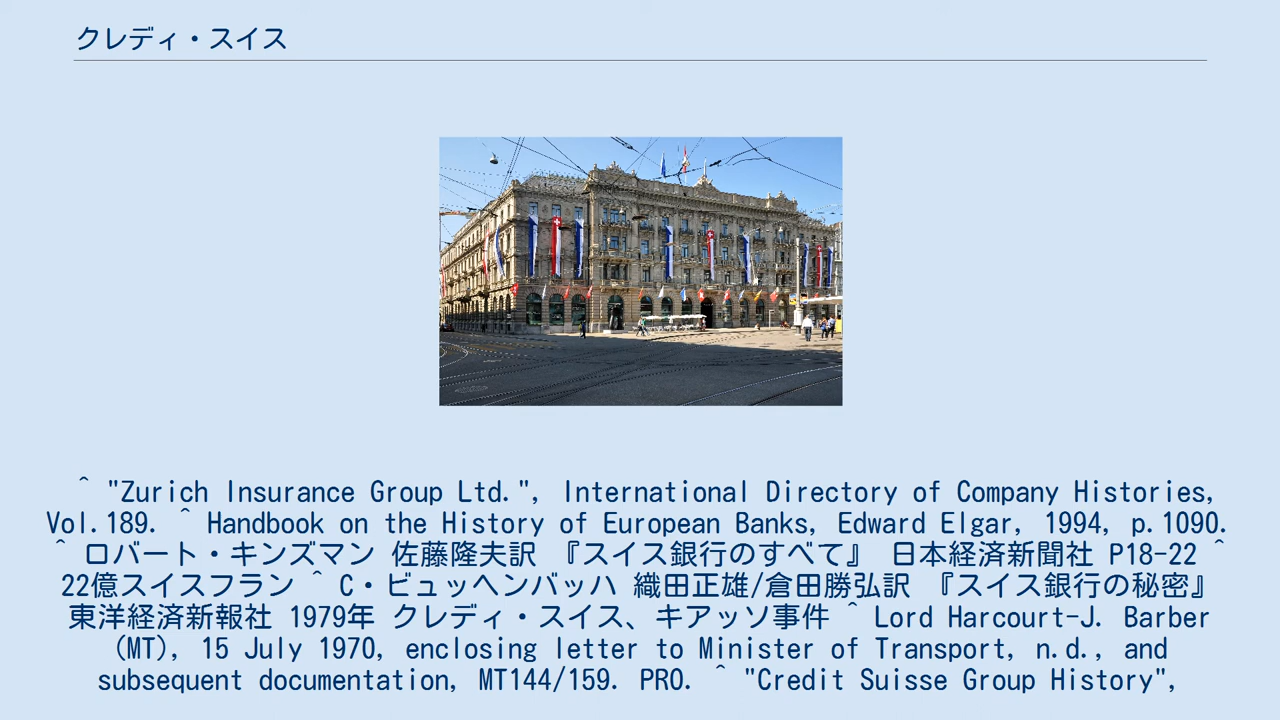 クレディ・スイス
^ "Zurich Insurance Group Ltd.", International Directory of Company Histories,
Vol.189. ^ Handbook on the History of European Banks, Edward Elgar, 1994, p.1090.
^ ロバート・キンズマン 佐藤隆夫訳 『スイス銀行のすべて』 日本経済新聞社 P18-22 ^
22億スイスフラン ^ C・ビュッヘンバッハ 織田正雄/倉田勝弘訳 『スイス銀行の秘密』
東洋経済新報社 1979年 クレディ・スイス、キアッソ事件 ^ Lord Harcourt-J. Barber
(MT), 15 July 1970, enclosing letter to Minister of Transport, n.d., and
subsequent documentation, MT144/159. PRO. ^ "Credit Suisse Group History",